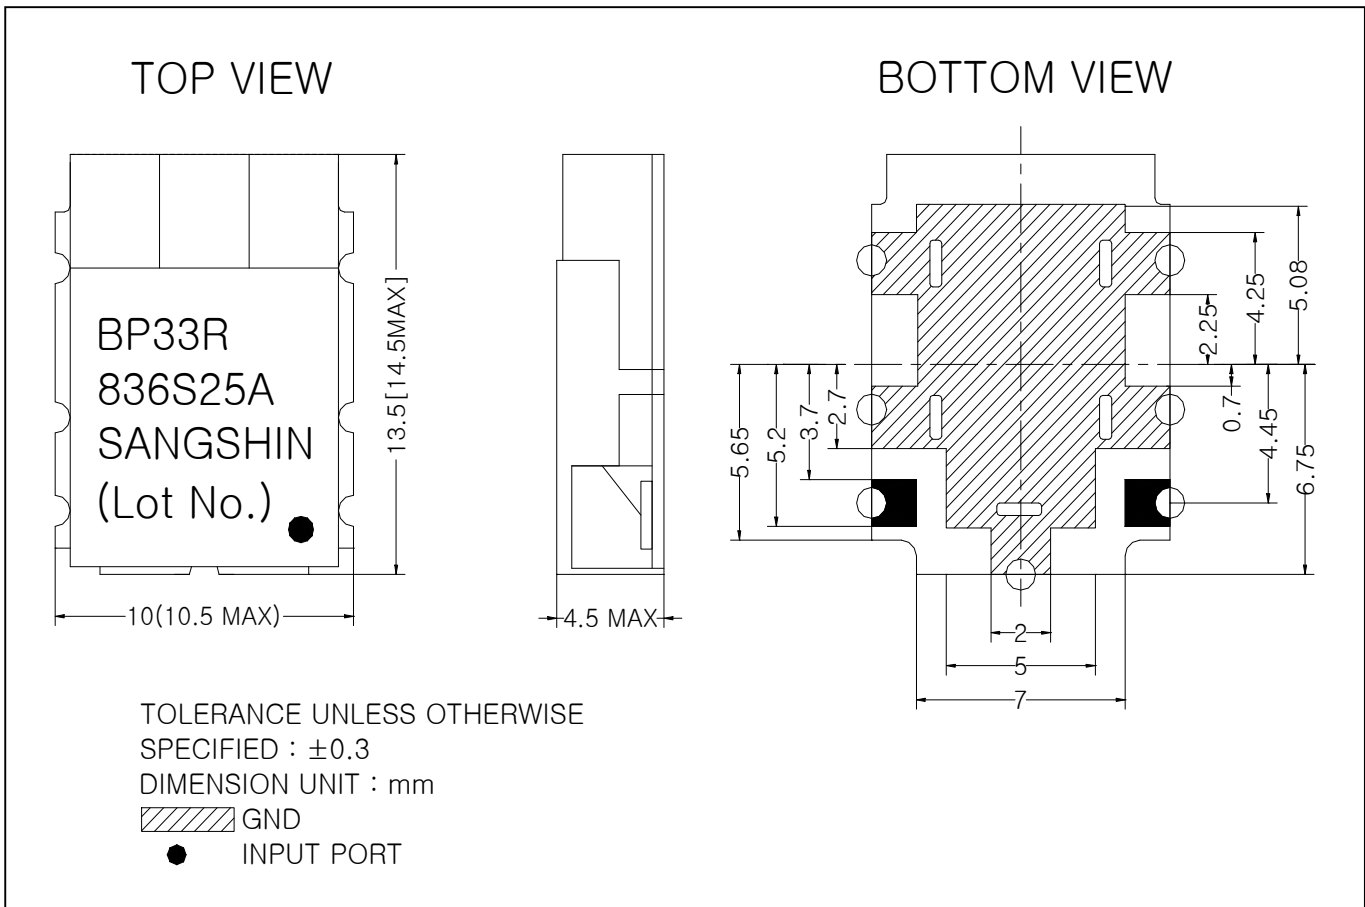 TOP VIEW
BOTTOM VIEW
BP33R
836S25A
SANGSHIN
(Lot No.)
13.5[14.5MAX]
10(10.5 MAX)
4.5 MAX
5.65
5.2
3.7
2.7
2.25
4.25
5.08
0.7
4.45
6.75
2
5
7
TOLERANCE UNLESS OTHERWISE
SPECIFIED : ±0.3
DIMENSION UNIT : mm
GND
INPUT PORT